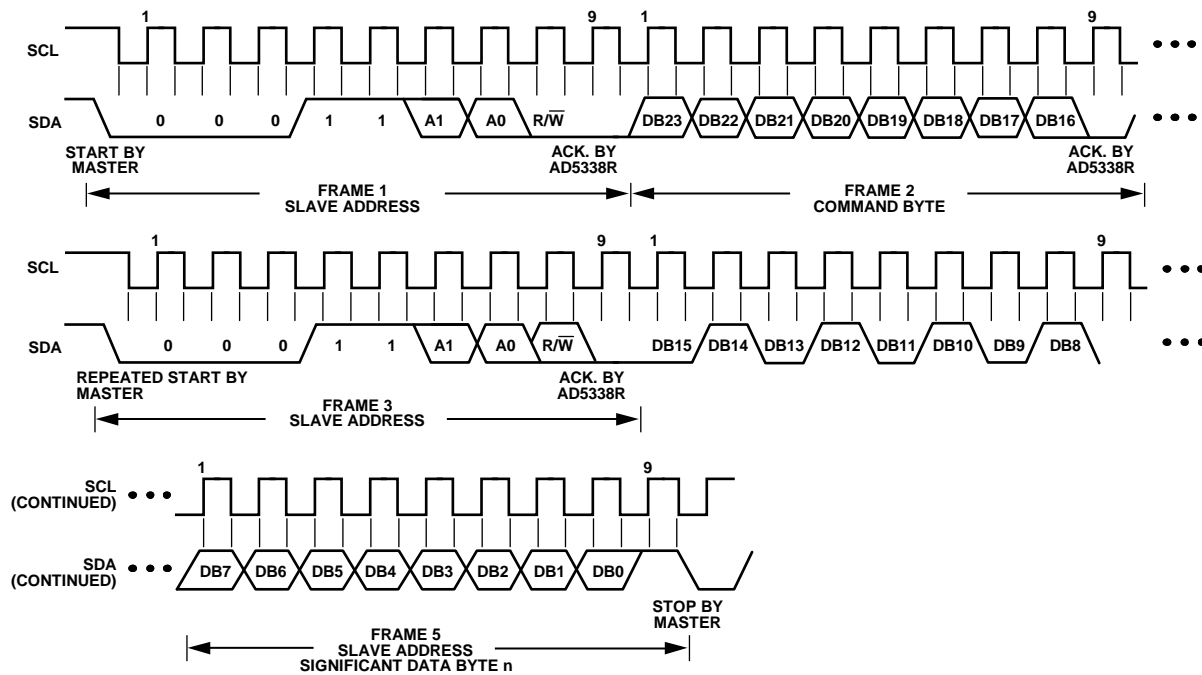 1 9 1 9
SCL
SDA 0 0 0 1 1 A1 A0 R/W̅ DB23 DB22 DB21 DB20 DB19 DB18 DB17 DB16
START BY
MASTER
ACK. BY
AD5338R
ACK. BY
AD5338R
FRAME 1
SLAVE ADDRESS
FRAME 2
COMMAND BYTE
1 9 1 9
SCL
SDA 0 0 0 1 1 A1 A0 R/W̅ DB15 DB14 DB13 DB12 DB11 DB10 DB9 DB8
REPEATED START BY
MASTER
ACK. BY
AD5338R
FRAME 3
SLAVE ADDRESS
1 9
SCL
(CONTINUED)
SDA
(CONTINUED)
DB7 DB6 DB5 DB4 DB3 DB2 DB1 DB0
STOP BY
MASTER
FRAME 5
SLAVE ADDRESS
SIGNIFICANT DATA BYTE n